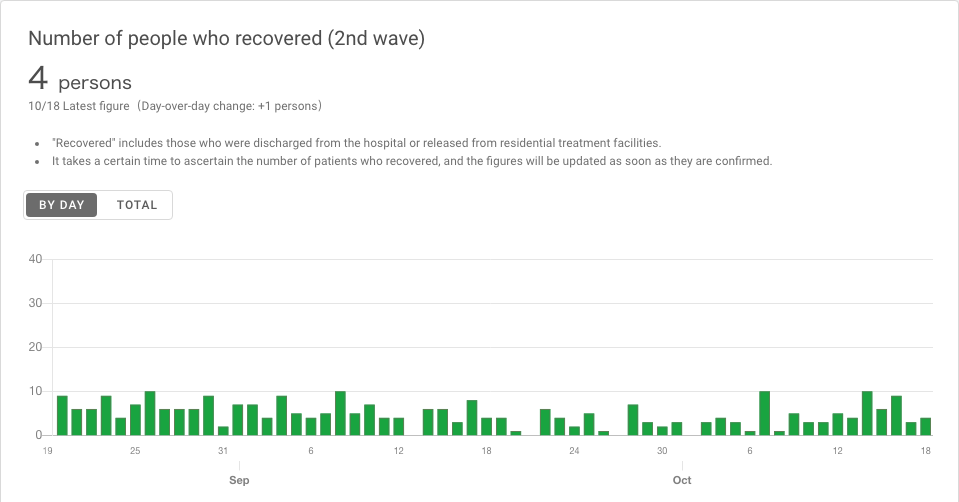 Number of people who recovered (2nd wave)
4 persons
10/18 Latest figure (Day-over-day change: +1 persons)
• "Recovered" includes those who were discharged from the hospital or released from residential treatment facilities.
• It takes a certain time to ascertain the number of patients who recovered, and the figures will be updated as soon as they are confirmed.
BY DAY TOTAL
40
30
20
10
0
19 25 31 6 12 18 24 30 6 12 18
Sep Oct